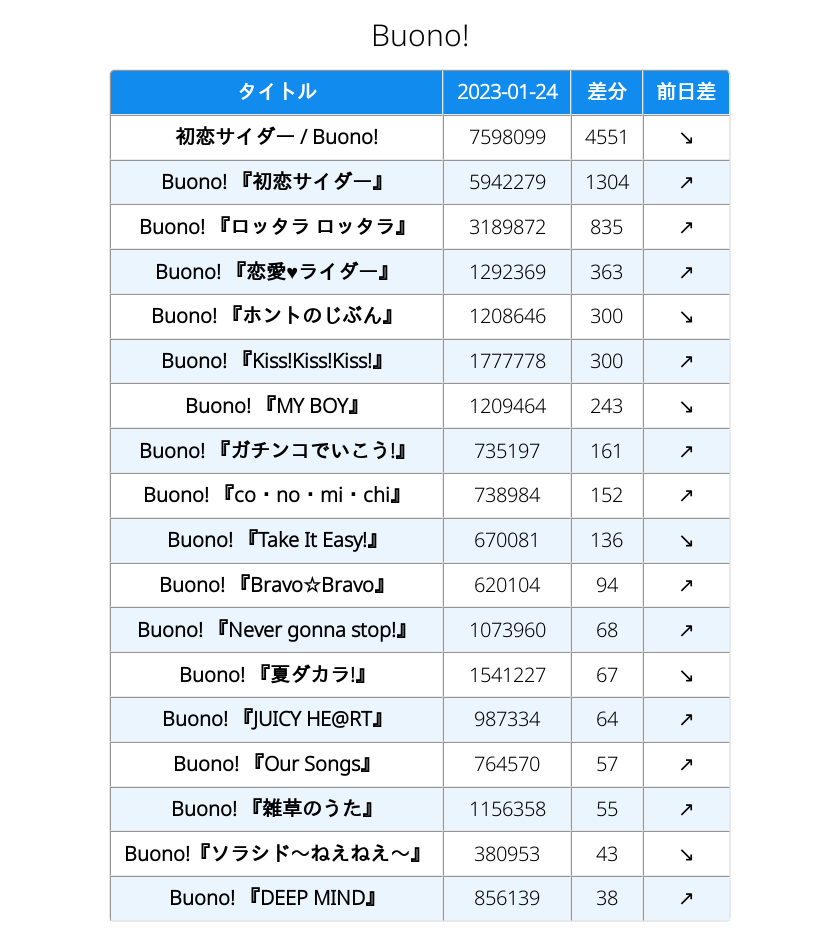 Buono!
タイトル 2023-01-24 差分 前日差
初恋サイダー / Buono! 7598099 4551 ↘
Buono! 『初恋サイダー』 5942279 1304 ↗
Buono! 『ロッタラ ロッタラ』 3189872 835 ↗
Buono! 『恋愛♥ライダー』 1292369 363 ↗
Buono! 『ホントのじぶん』 1208646 300 ↘
Buono! 『Kiss!Kiss!Kiss!』 1777778 300 ↗
Buono! 『MY BOY』 1209464 243 ↘
Buono! 『ガチンコでいこう!』 735197 161 ↗
Buono! 『co・no・mi・chi』 738984 152 ↗
Buono! 『Take It Easy!』 670081 136 ↘
Buono! 『Bravo☆Bravo』 620104 94 ↗
Buono! 『Never gonna stop!』 1073960 68 ↗
Buono! 『夏ダカラ!』 1541227 67 ↘
Buono! 『JUICY HE@RT』 987334 64 ↗
Buono! 『Our Songs』 764570 57 ↗
Buono! 『雑草のうた』 1156358 55 ↗
Buono!『ソラシド〜ねえねえ〜』 380953 43 ↘
Buono! 『DEEP MIND』 856139 38 ↗